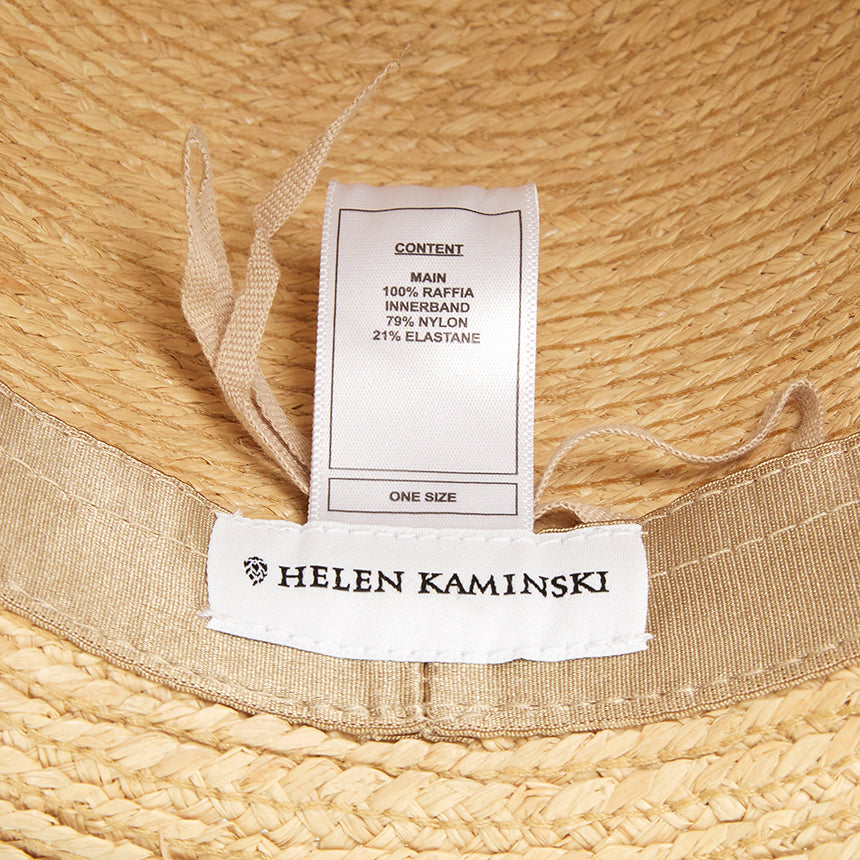 CONTENT
MAIN
100% RAFFIA
INNERBAND
79% NYLON
21% ELASTANE
ONE SIZE
HELEN KAMINSKI